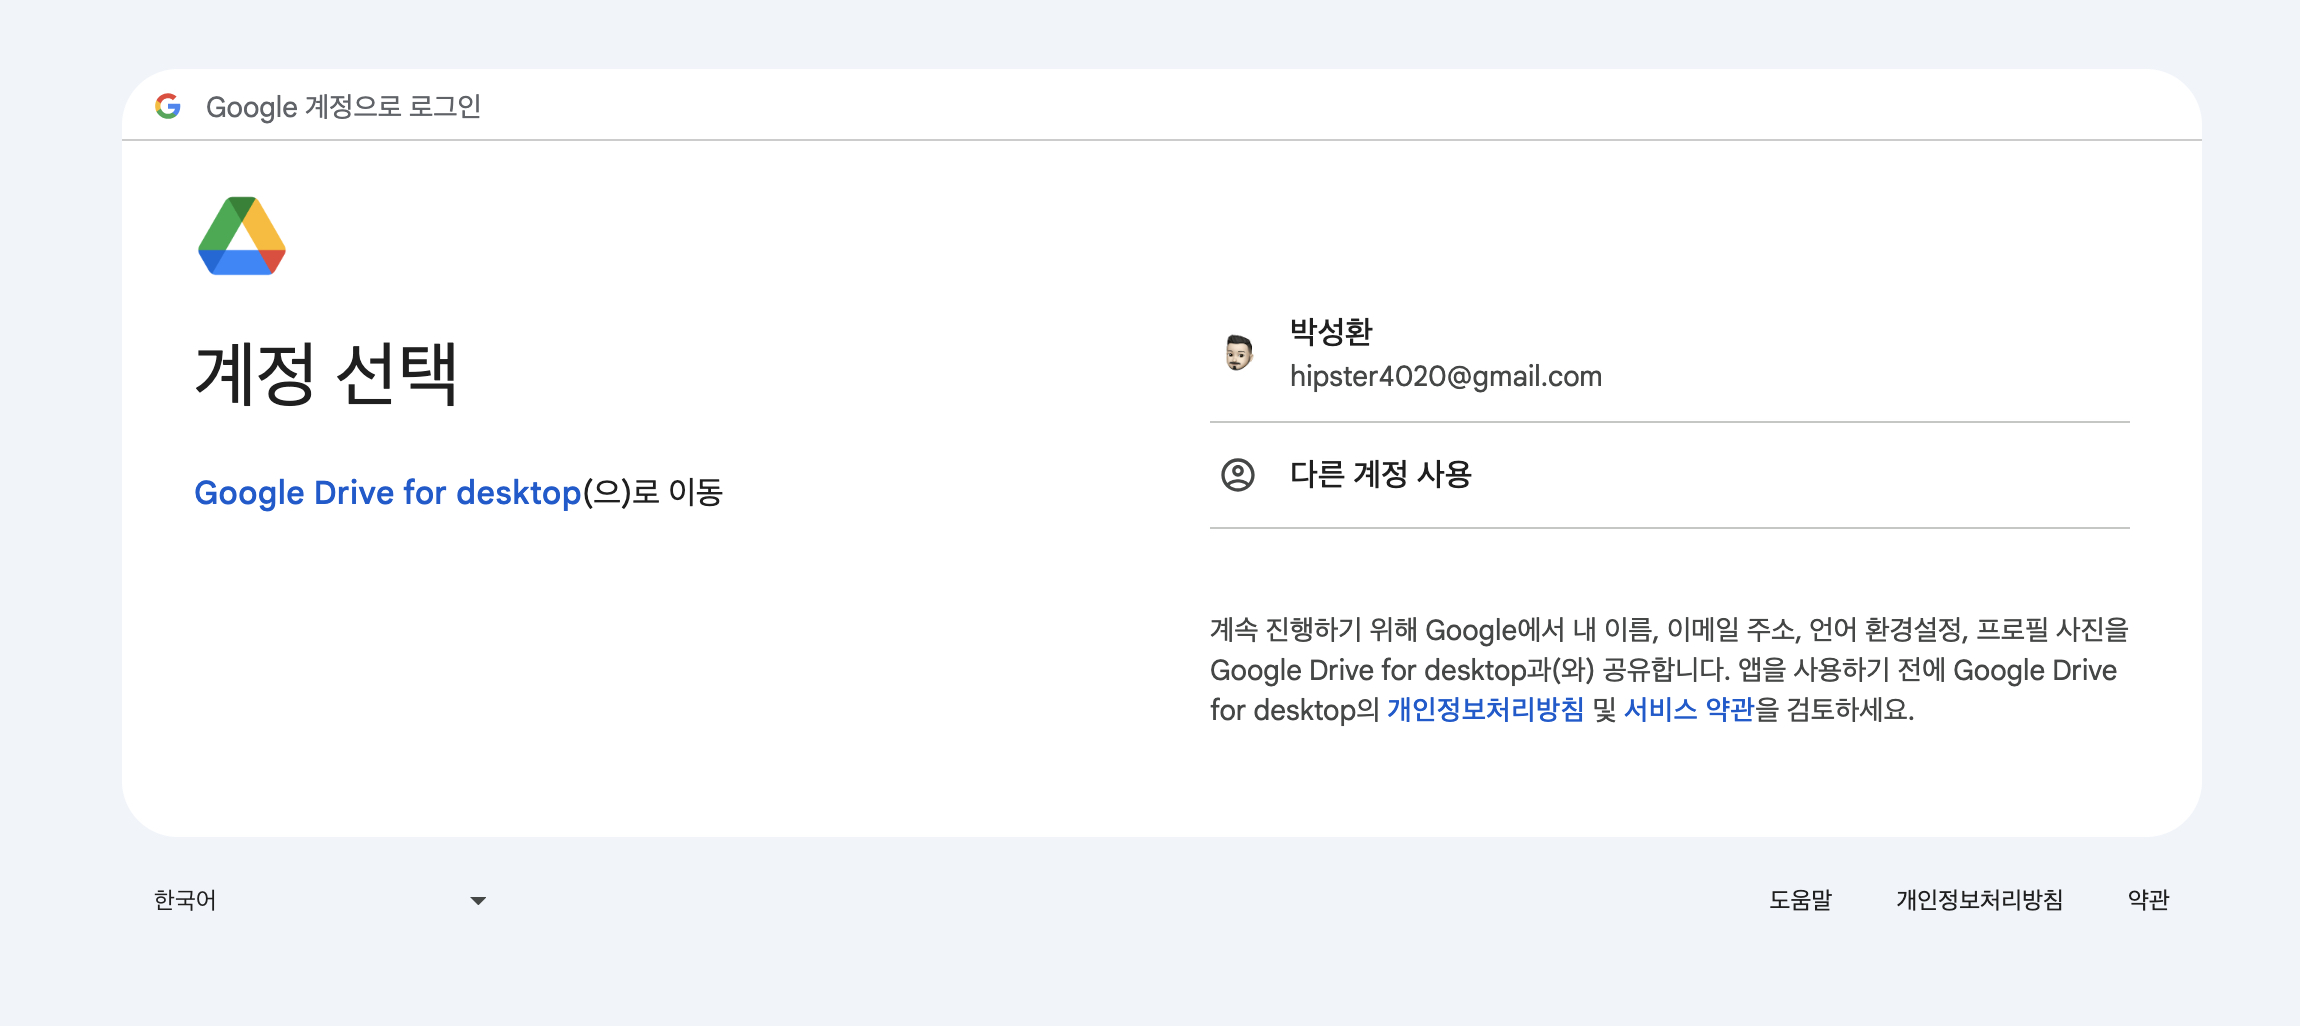 Google 계정으로 로그인
계정 선택
Google Drive for desktop(으)로 이동
박성환
hipster4020@gmail.com
다른 계정 사용
계속 진행하기 위해 Google에서 내 이름, 이메일 주소, 언어 환경설정, 프로필 사진을
Google Drive for desktop과(와) 공유합니다. 앱을 사용하기 전에 Google Drive
for desktop의 개인정보처리방침 및 서비스 약관을 검토하세요.
한국어
도움말
개인정보처리방침
약관